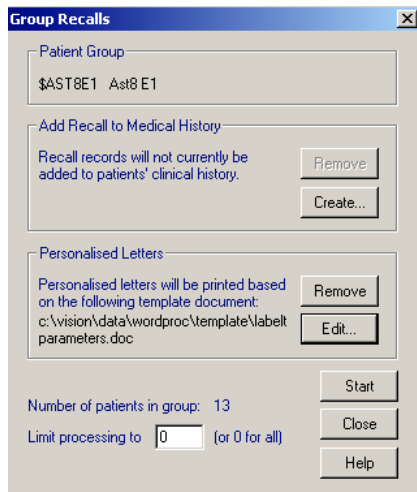 Group Recalls
Patient Group
$AST8E1 Ast8 E1
Add Recall to Medical History
Recall records will not currently be
added to patients' clinical history.
Remove
Create...
Personalised Letters
Personalised letters will be printed based
on the following template document:
c:\vision\data\wordproc\template\labelt
parameters.doc
Remove
Edit...
Start
Number of patients in group: 13
Close
Limit processing to 0 (or 0 for all)
Help